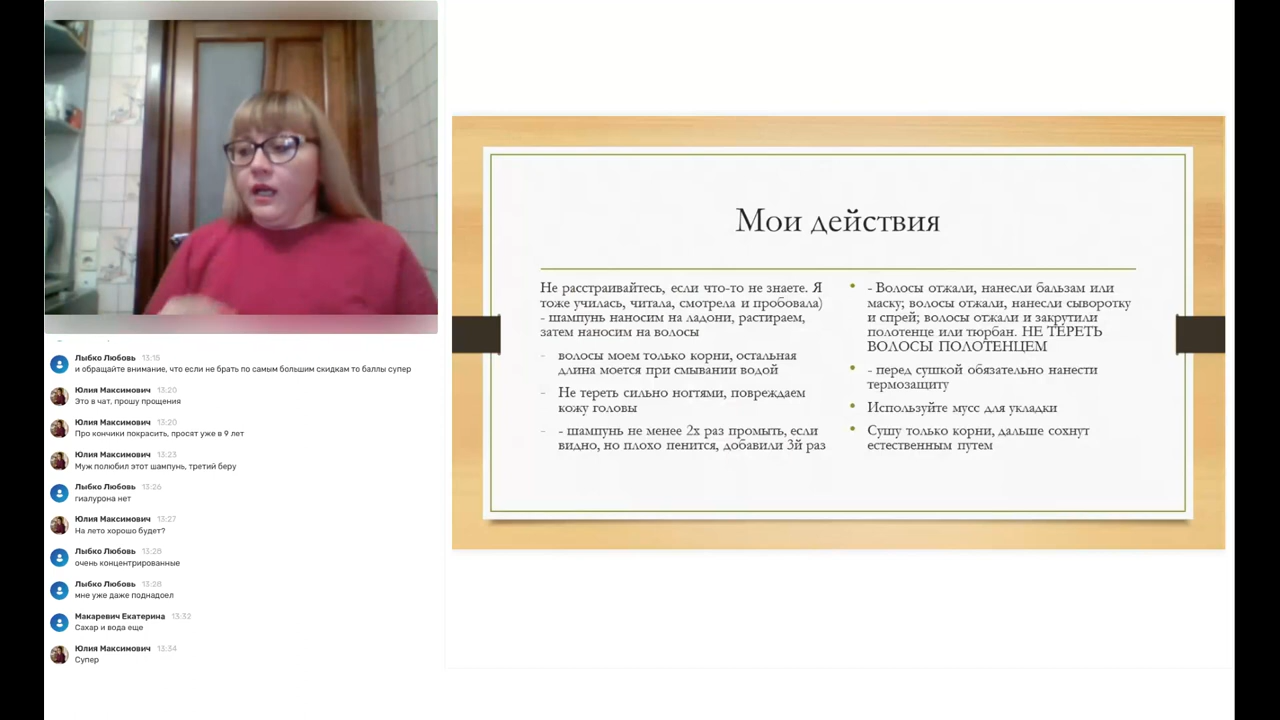 Лыбко Любовь 13:15
и обращайте внимание, что если не брать по самым большим скидкам то баллы супер
Юлия Максимович 13:20
Это в чат, прошу прощения
Юлия Максимович 13:20
Про кончики покрасить, просят уже в 9 лет
Юлия Максимович 13:23
Муж полюбил этот шампунь, третий беру
Лыбко Любовь 13:26
гиалурона нет
Юлия Максимович 13:27
На лето хорошо будет?
Лыбко Любовь 13:28
очень концентрированные
Лыбко Любовь 13:28
мне уже даже поднадоел
Макаревич Екатерина 13:32
Сахар и вода еще
Юлия Максимович 13:34
Супер
Мои действия
Не расстраивайтесь, если что-то не знаете. Я
тоже училась, читала, смотрела и пробовала)
- шампунь наносим на ладони, растираем,
затем наносим на волосы
- волосы моем только корни, остальная
длина моется при смывании водой
- Не тереть сильно ногтями, повреждаем
кожу головы
- - шампунь не менее 2х раз промыть, если
видно, но плохо пенится, добавили 3й раз
• - Волосы отжали, нанесли бальзам или
маску; волосы отжали, нанесли сыворотку
и спрей; волосы отжали и закрутили
полотенце или тюрбан. НЕ ТЕРЕТЬ
ВОЛОСЫ ПОЛОТЕНЦЕМ
• - перед сушкой обязательно нанести
термозащиту
• Используйте мусс для укладки
• Сушу только корни, дальше сохнут
естественным путем